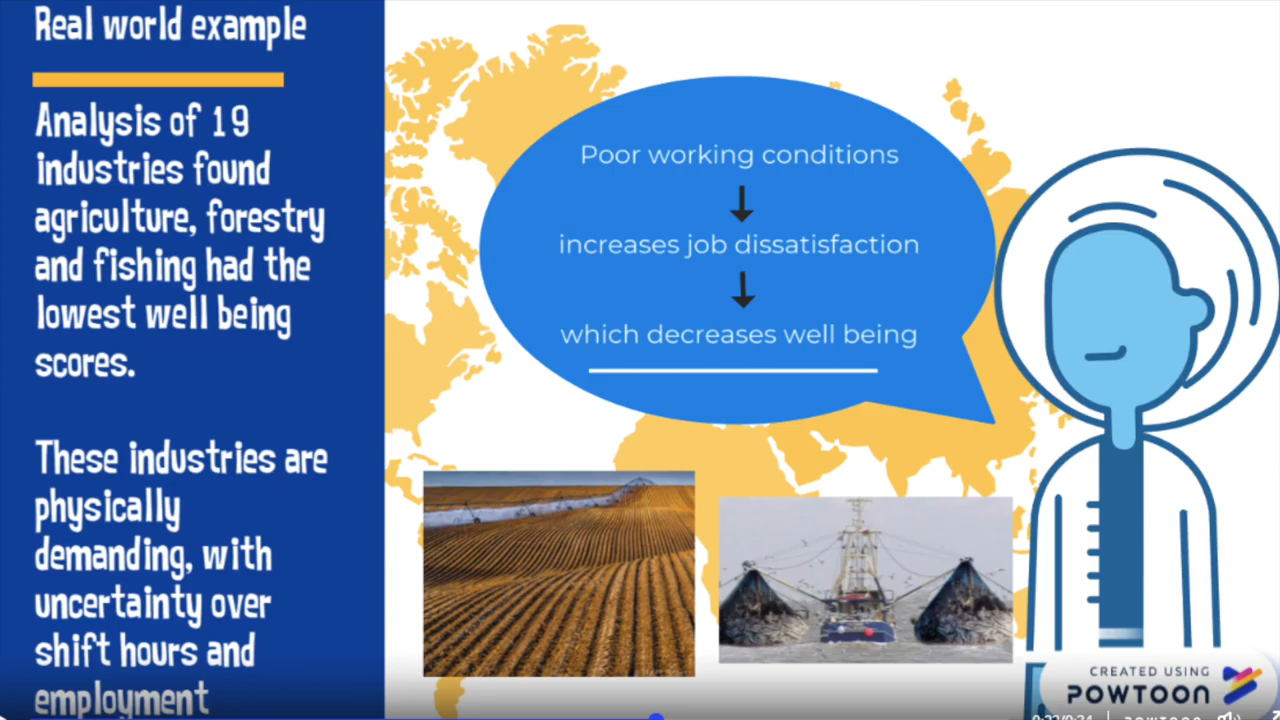 Real world example
Analysis of 19
industries found
agriculture, forestry
and fishing had the
lowest well being
scores.
These industries are
physically
demanding, with
uncertainty over
shift hours and
employment
Poor working conditions
increases job dissatisfaction
which decreases well being
CREATED USING
POWTOON